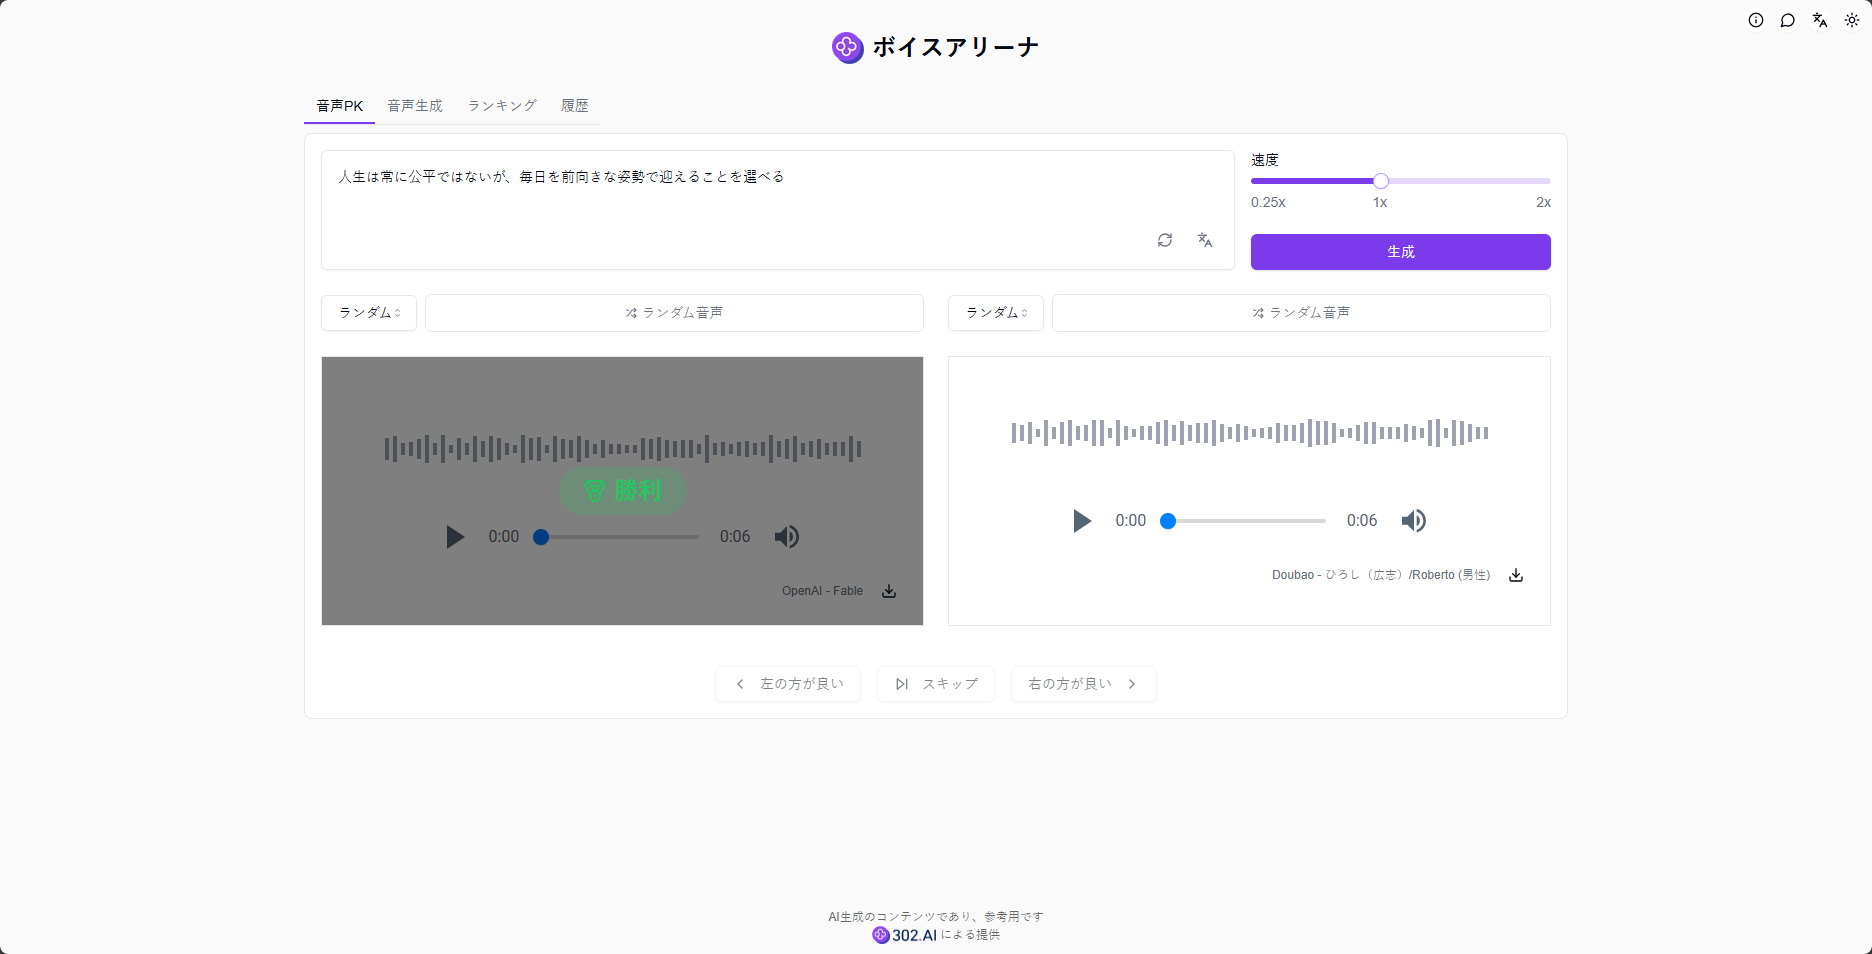 ボイスアリーナ
音声PK 音声生成 ランキング 履歴
人生は常に公平ではないが、毎日を前向きな姿勢で迎えることを選べる
速度
0.25x 1x 2x
生成
ランダム ランダム音声 ランダム ランダム音声
勝利
0:00 0:06
OpenAI - Fable
0:00 0:06
Doubao - ひろし（広志）/Roberto (男性)
左の方が良い スキップ 右の方が良い
AI生成のコンテンツであり、参考用です
302.AI による提供